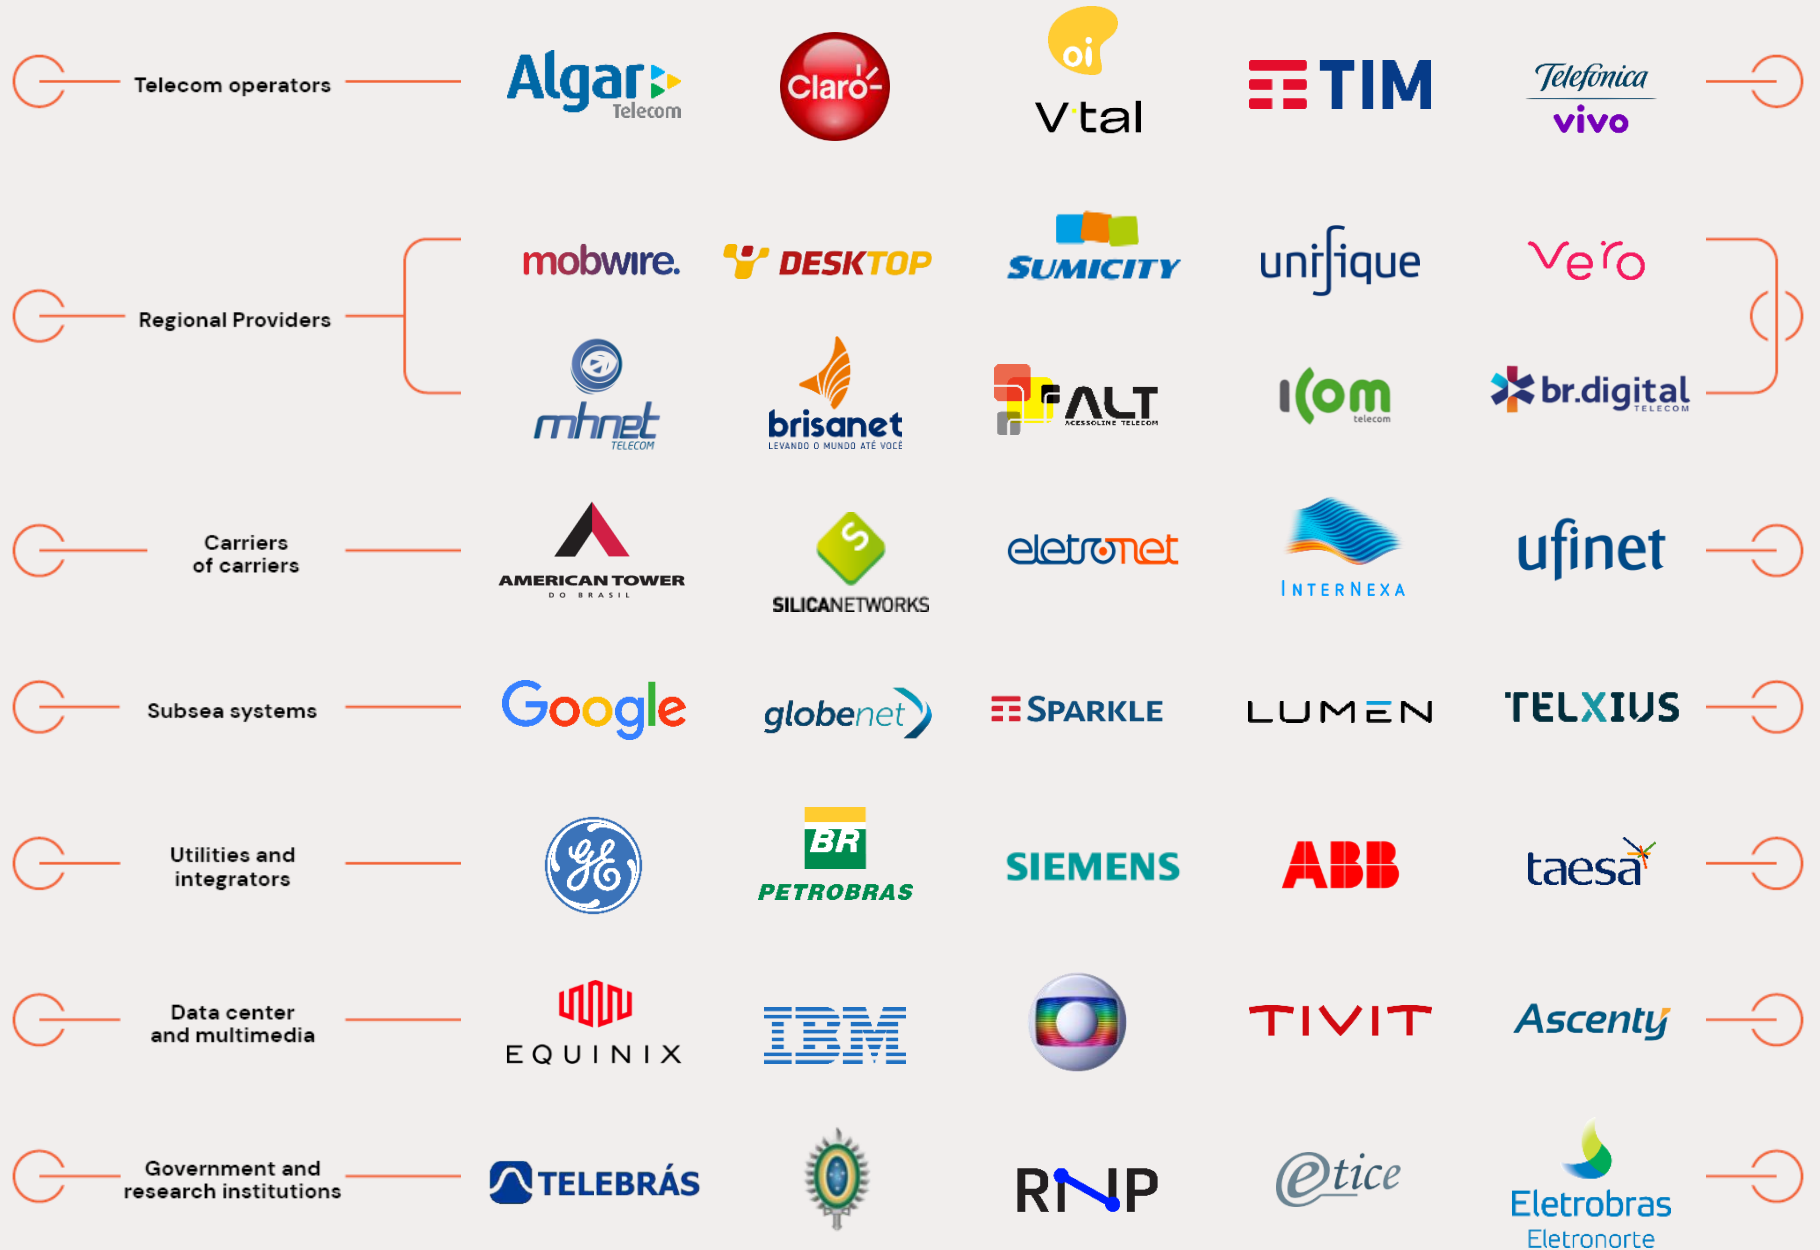 Telecom operators
Algar
Telecom
Claro
oi
V.tal
TIM
Telefónica
vivo
Regional Providers
mobwire.
DESKTOP
SUMICITY
unifique
Vero
mhnet
TELECOM
brisanet
LEVANDO O MUNDO ATÉ VOCÊ
ALT
ACESSOLINE TELECOM
ICOM
telecom
br.digital
TELECOM
Carriers
of carriers
AMERICAN TOWER
DO BRASIL
S
SILICANETWORKS
eletronet
INTERNEXA
ufinet
Subsea systems
Google
globenet
SPARKLE
LUMEN
TELXIUS
Utilities and
integrators
GE
BR
PETROBRAS
SIEMENS
ABB
taesa
Data center
and multimedia
EQUINIX
IBM
TIVIT
Ascenty
Government and
research institutions
TELEBRÁS
RNP
etice
Eletrobras
Eletronorte